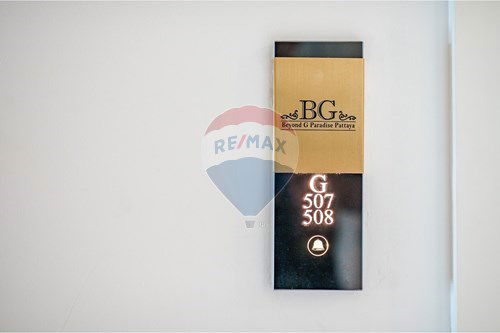 BG
Beyond G Paradise Pattaya
RE/MAX
G
507
508